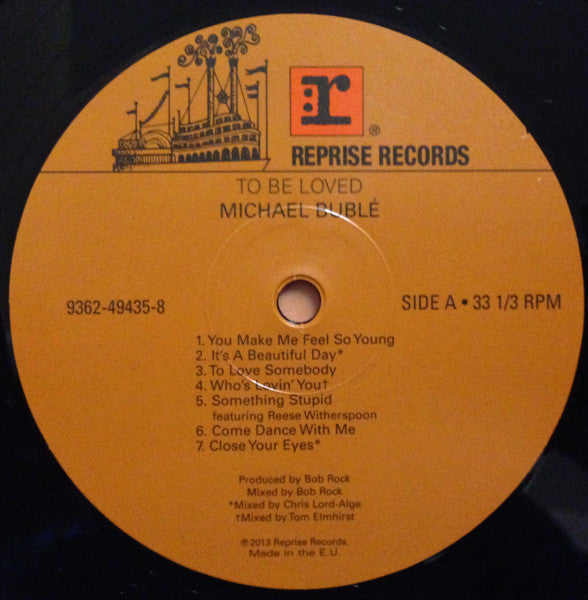 r
®
REPRISE RECORDS
TO BE LOVED
MICHAEL BUBLÉ
9362-49435-8
SIDE A • 33 1/3 RPM
1. You Make Me Feel So Young
2. It's A Beautiful Day*
3. To Love Somebody
4. Who's Lovin' You†
5. Something Stupid
featuring Reese Witherspoon
6. Come Dance With Me
7. Close Your Eyes*
Produced by Bob Rock
Mixed by Bob Rock
*Mixed by Chris Lord-Alge
†Mixed by Tom Elmhirst
℗2013 Reprise Records.
Made in the E.U.